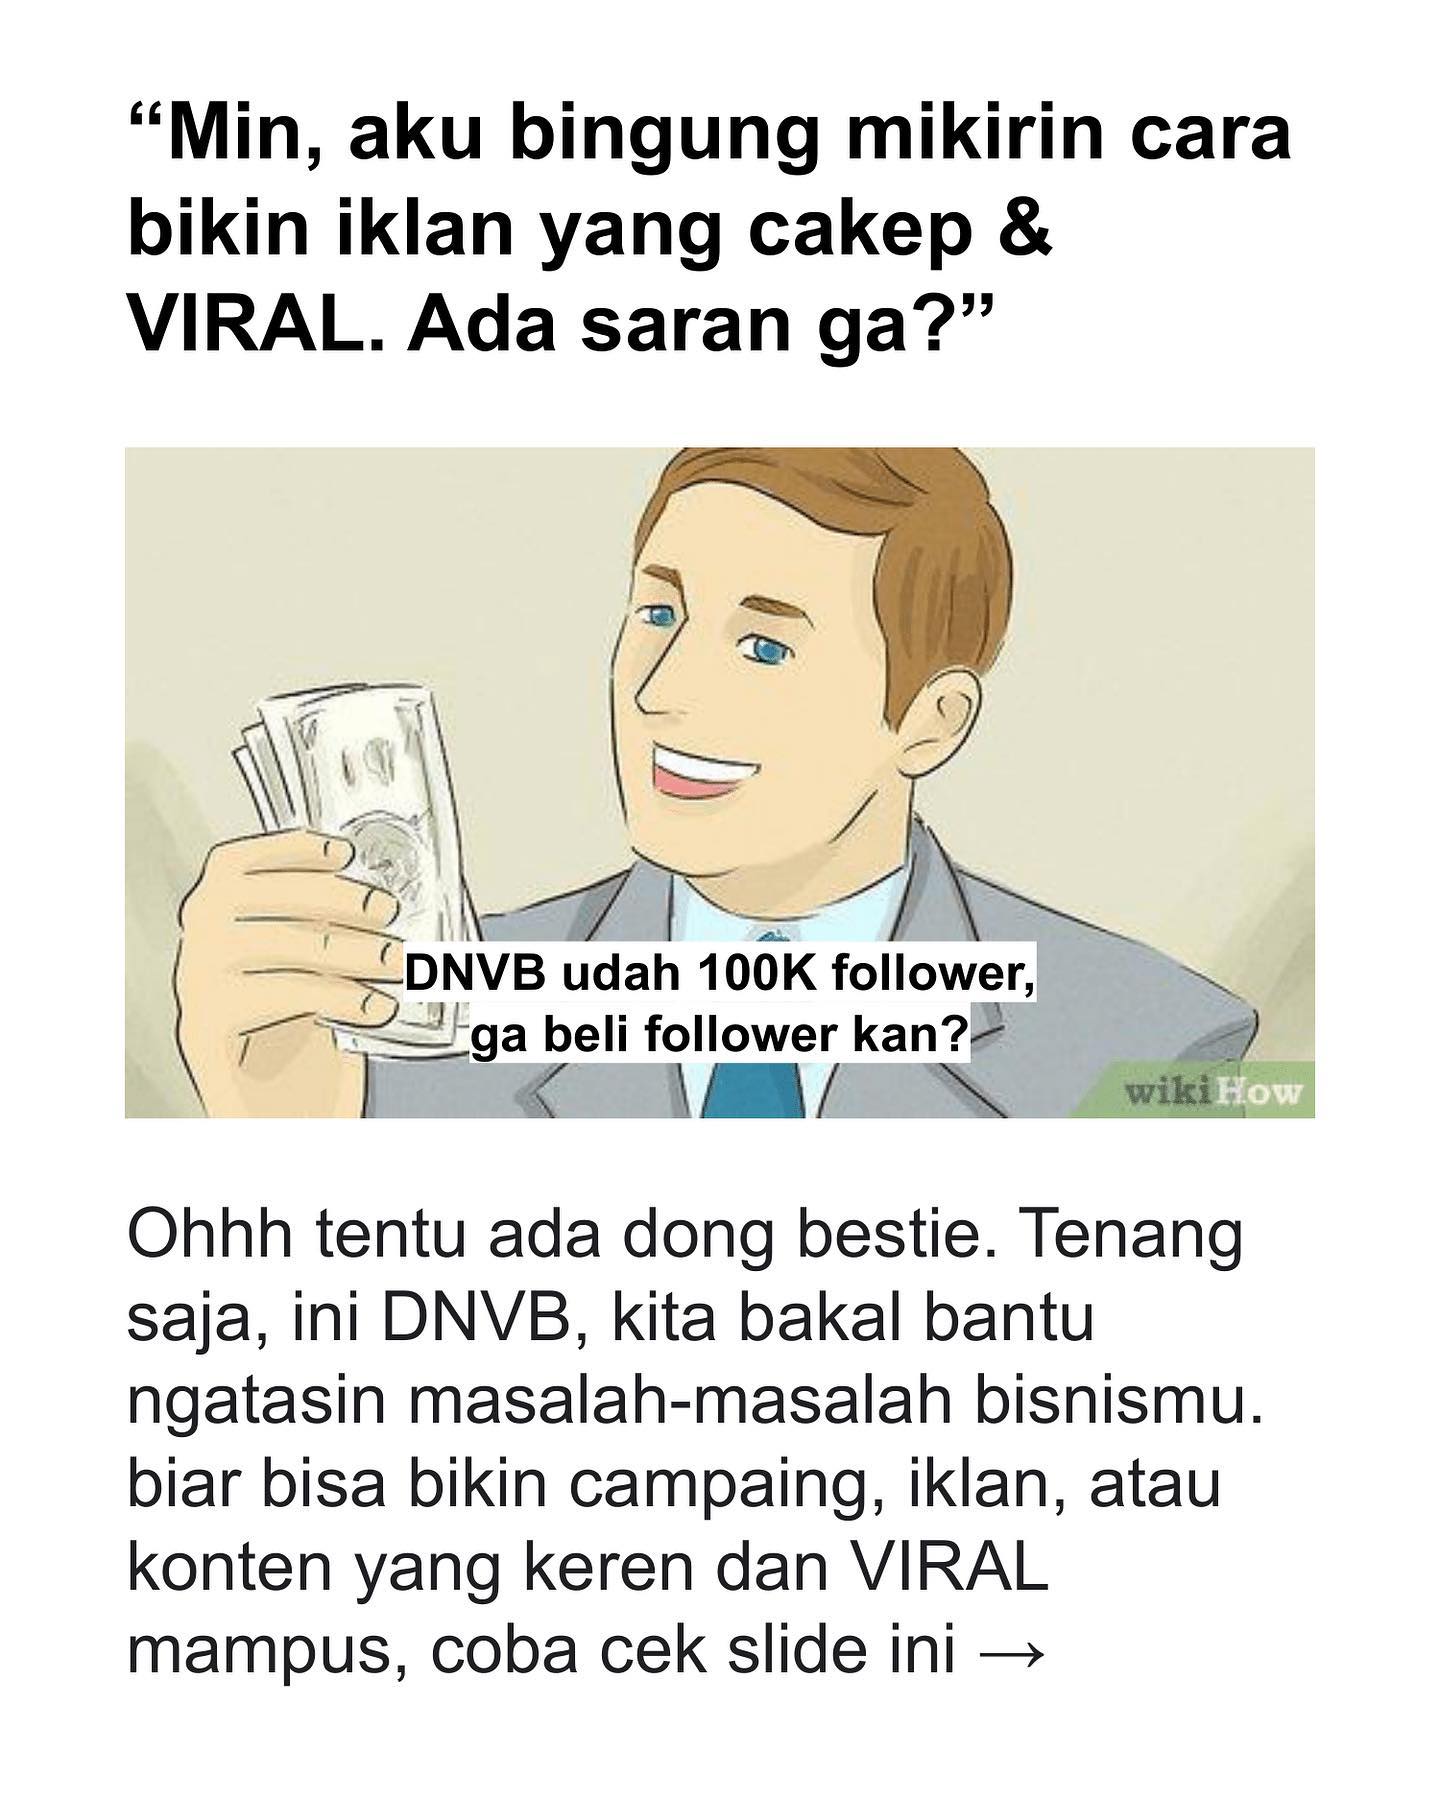 “Min, aku bingung mikirin cara
bikin iklan yang cakep &
VIRAL. Ada saran ga?”
DNVB udah 100K follower,
ga beli follower kan?
wikiHow
Ohhh tentu ada dong bestie. Tenang
saja, ini DNVB, kita bakal bantu
ngatasin masalah-masalah bisnismu.
biar bisa bikin campaing, iklan, atau
konten yang keren dan VIRAL
mampus, coba cek slide ini →